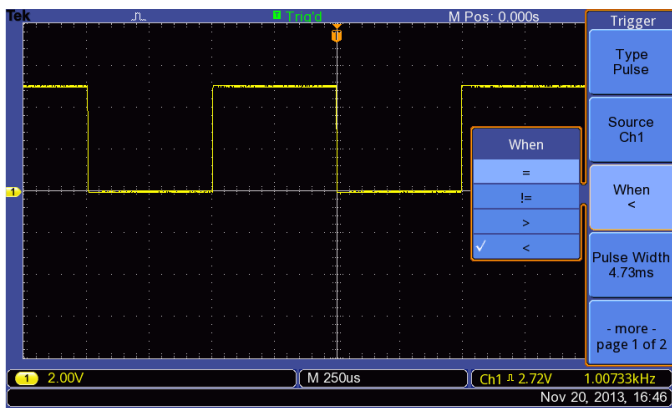 Tek
T Trig'd
M Pos: 0.000s
T
Trigger
Type
Pulse
Source
Ch1
When
=
!=
>
✓ <
When
<
1
Pulse Width
4.73ms
- more -
page 1 of 2
1 2.00V
M 250us
Ch1 2.72V
1.00733kHz
Nov 20, 2013, 16:46